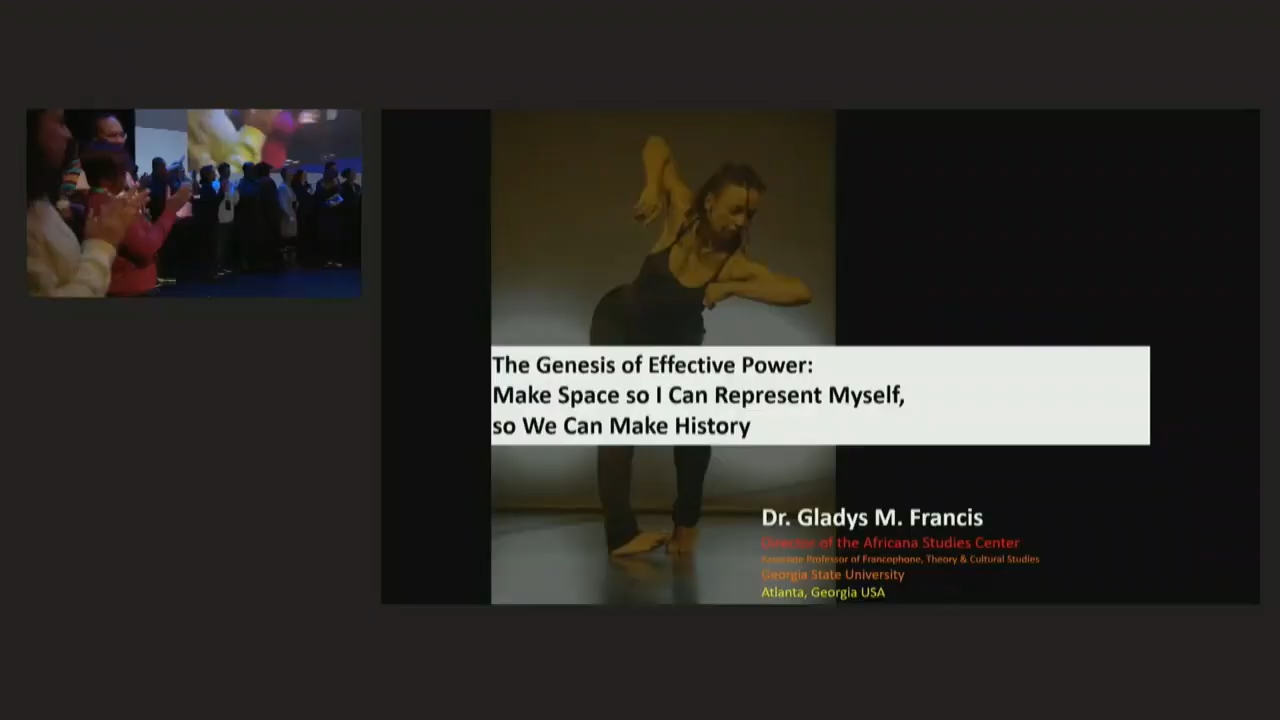 The Genesis of Effective Power:
Make Space so I Can Represent Myself,
so We Can Make History
Dr. Gladys M. Francis
Director of the Africana Studies Center
Associate Professor of Francophone, Theory & Cultural Studies
Georgia State University
Atlanta, Georgia USA